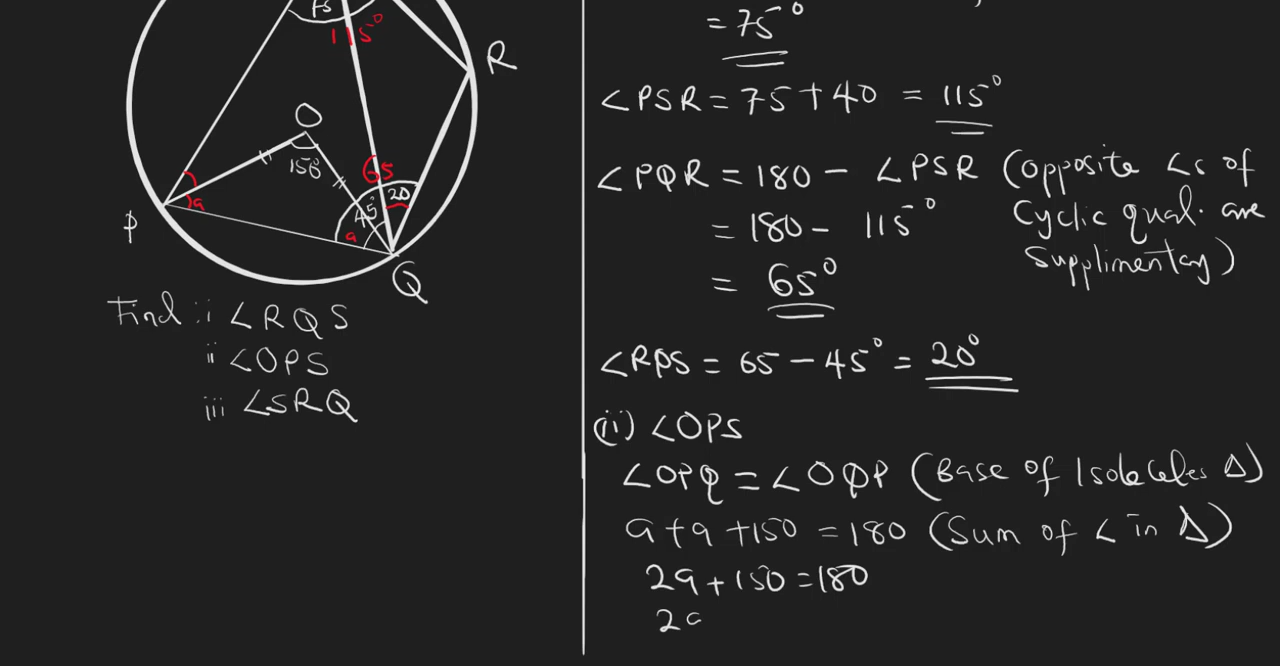 75
115°
R
O
150°
65
20
45°
a
a
P
Q
Find : i ∠RQS
ii ∠OPS
iii ∠SRQ
= 75°
∠PSR = 75 + 40 = 115°
∠PQR = 180 - ∠PSR (Opposite ∠s of
= 180 - 115° Cyclic qual. are
= 65° Supplimentary)
∠RPS = 65 - 45° = 20°
(ii) ∠OPS
∠OPQ = ∠OQP (Base of Isosceles Δ)
a + a + 150 = 180 (Sum of ∠ in Δ)
2a + 150 = 180
2a